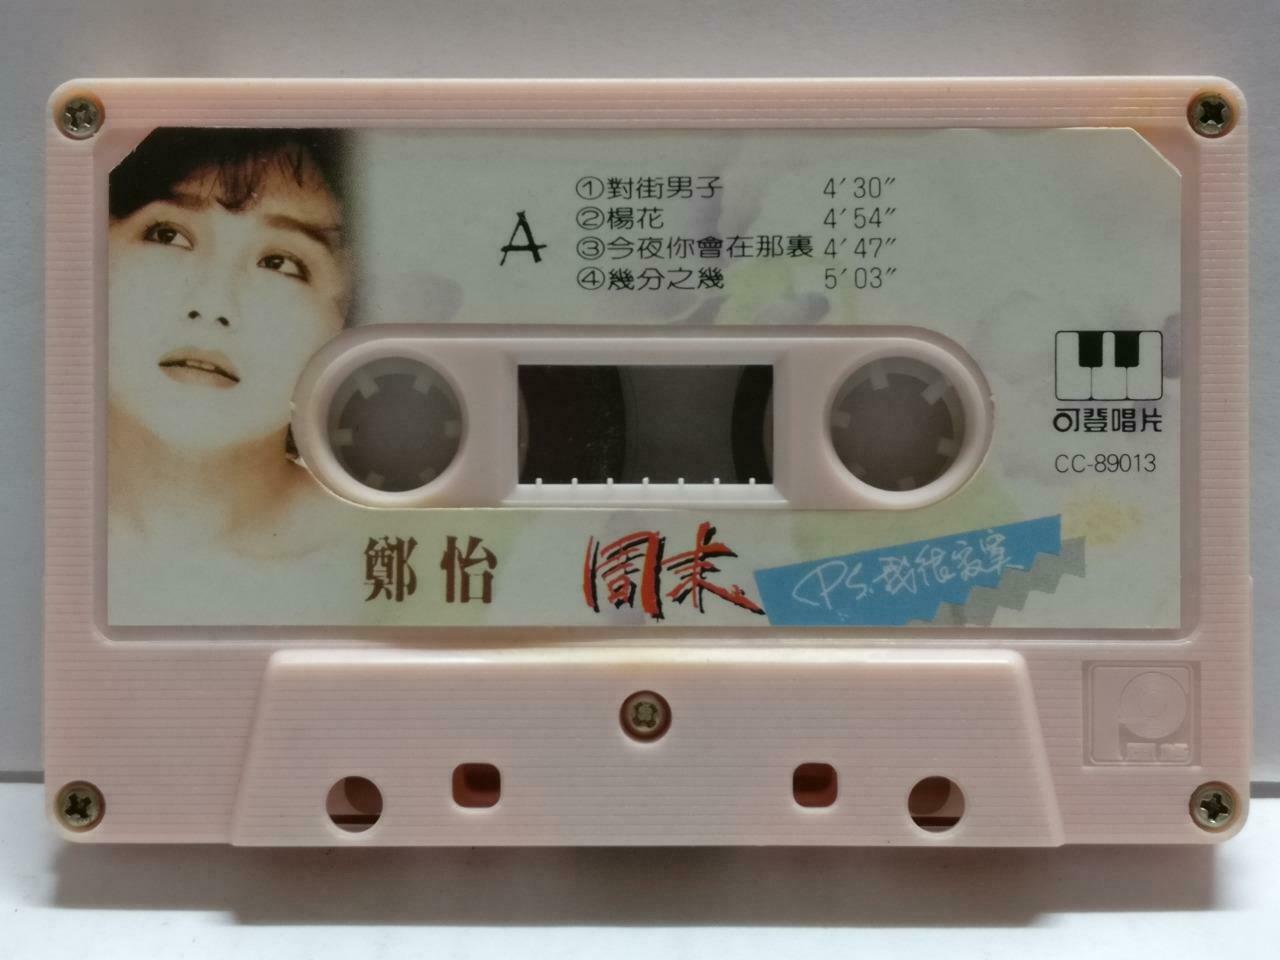 A
①對街男子 4′30″
②楊花 4′54″
③今夜你會在那裏 4′47″
④幾分之幾 5′03″
可登唱片
CC-89013
鄭怡
周末
P.S.我很寂寞